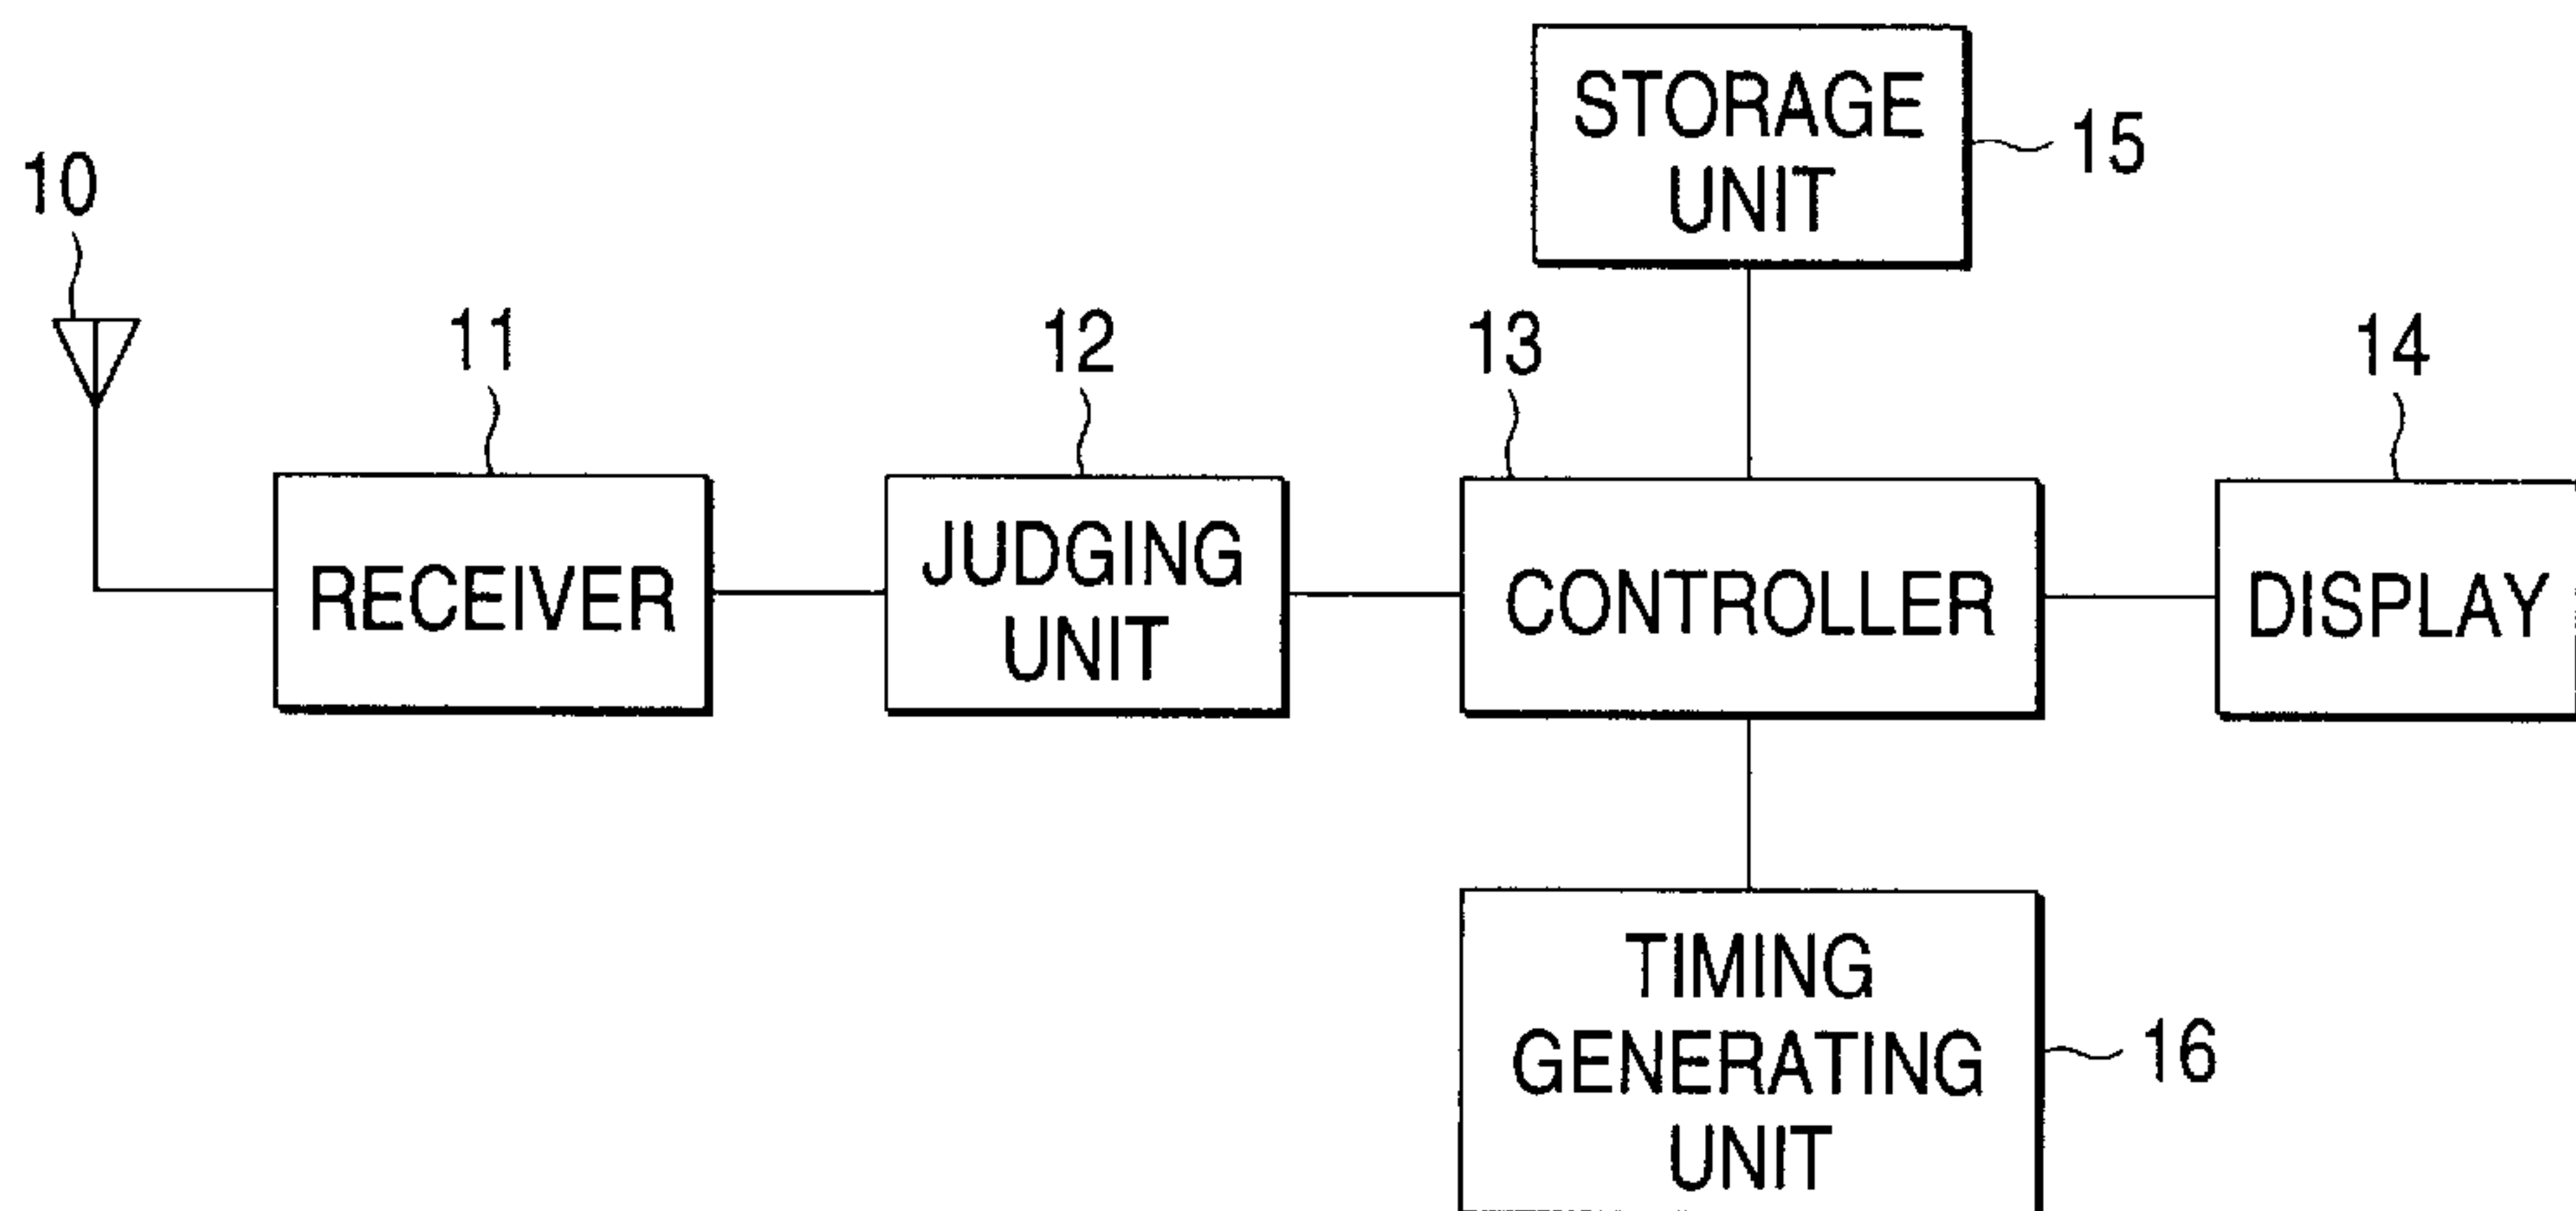 STORAGE
UNIT
15
10
11
12
13
14
RECEIVER
JUDGING
UNIT
CONTROLLER
DISPLAY
TIMING
GENERATING
UNIT
16